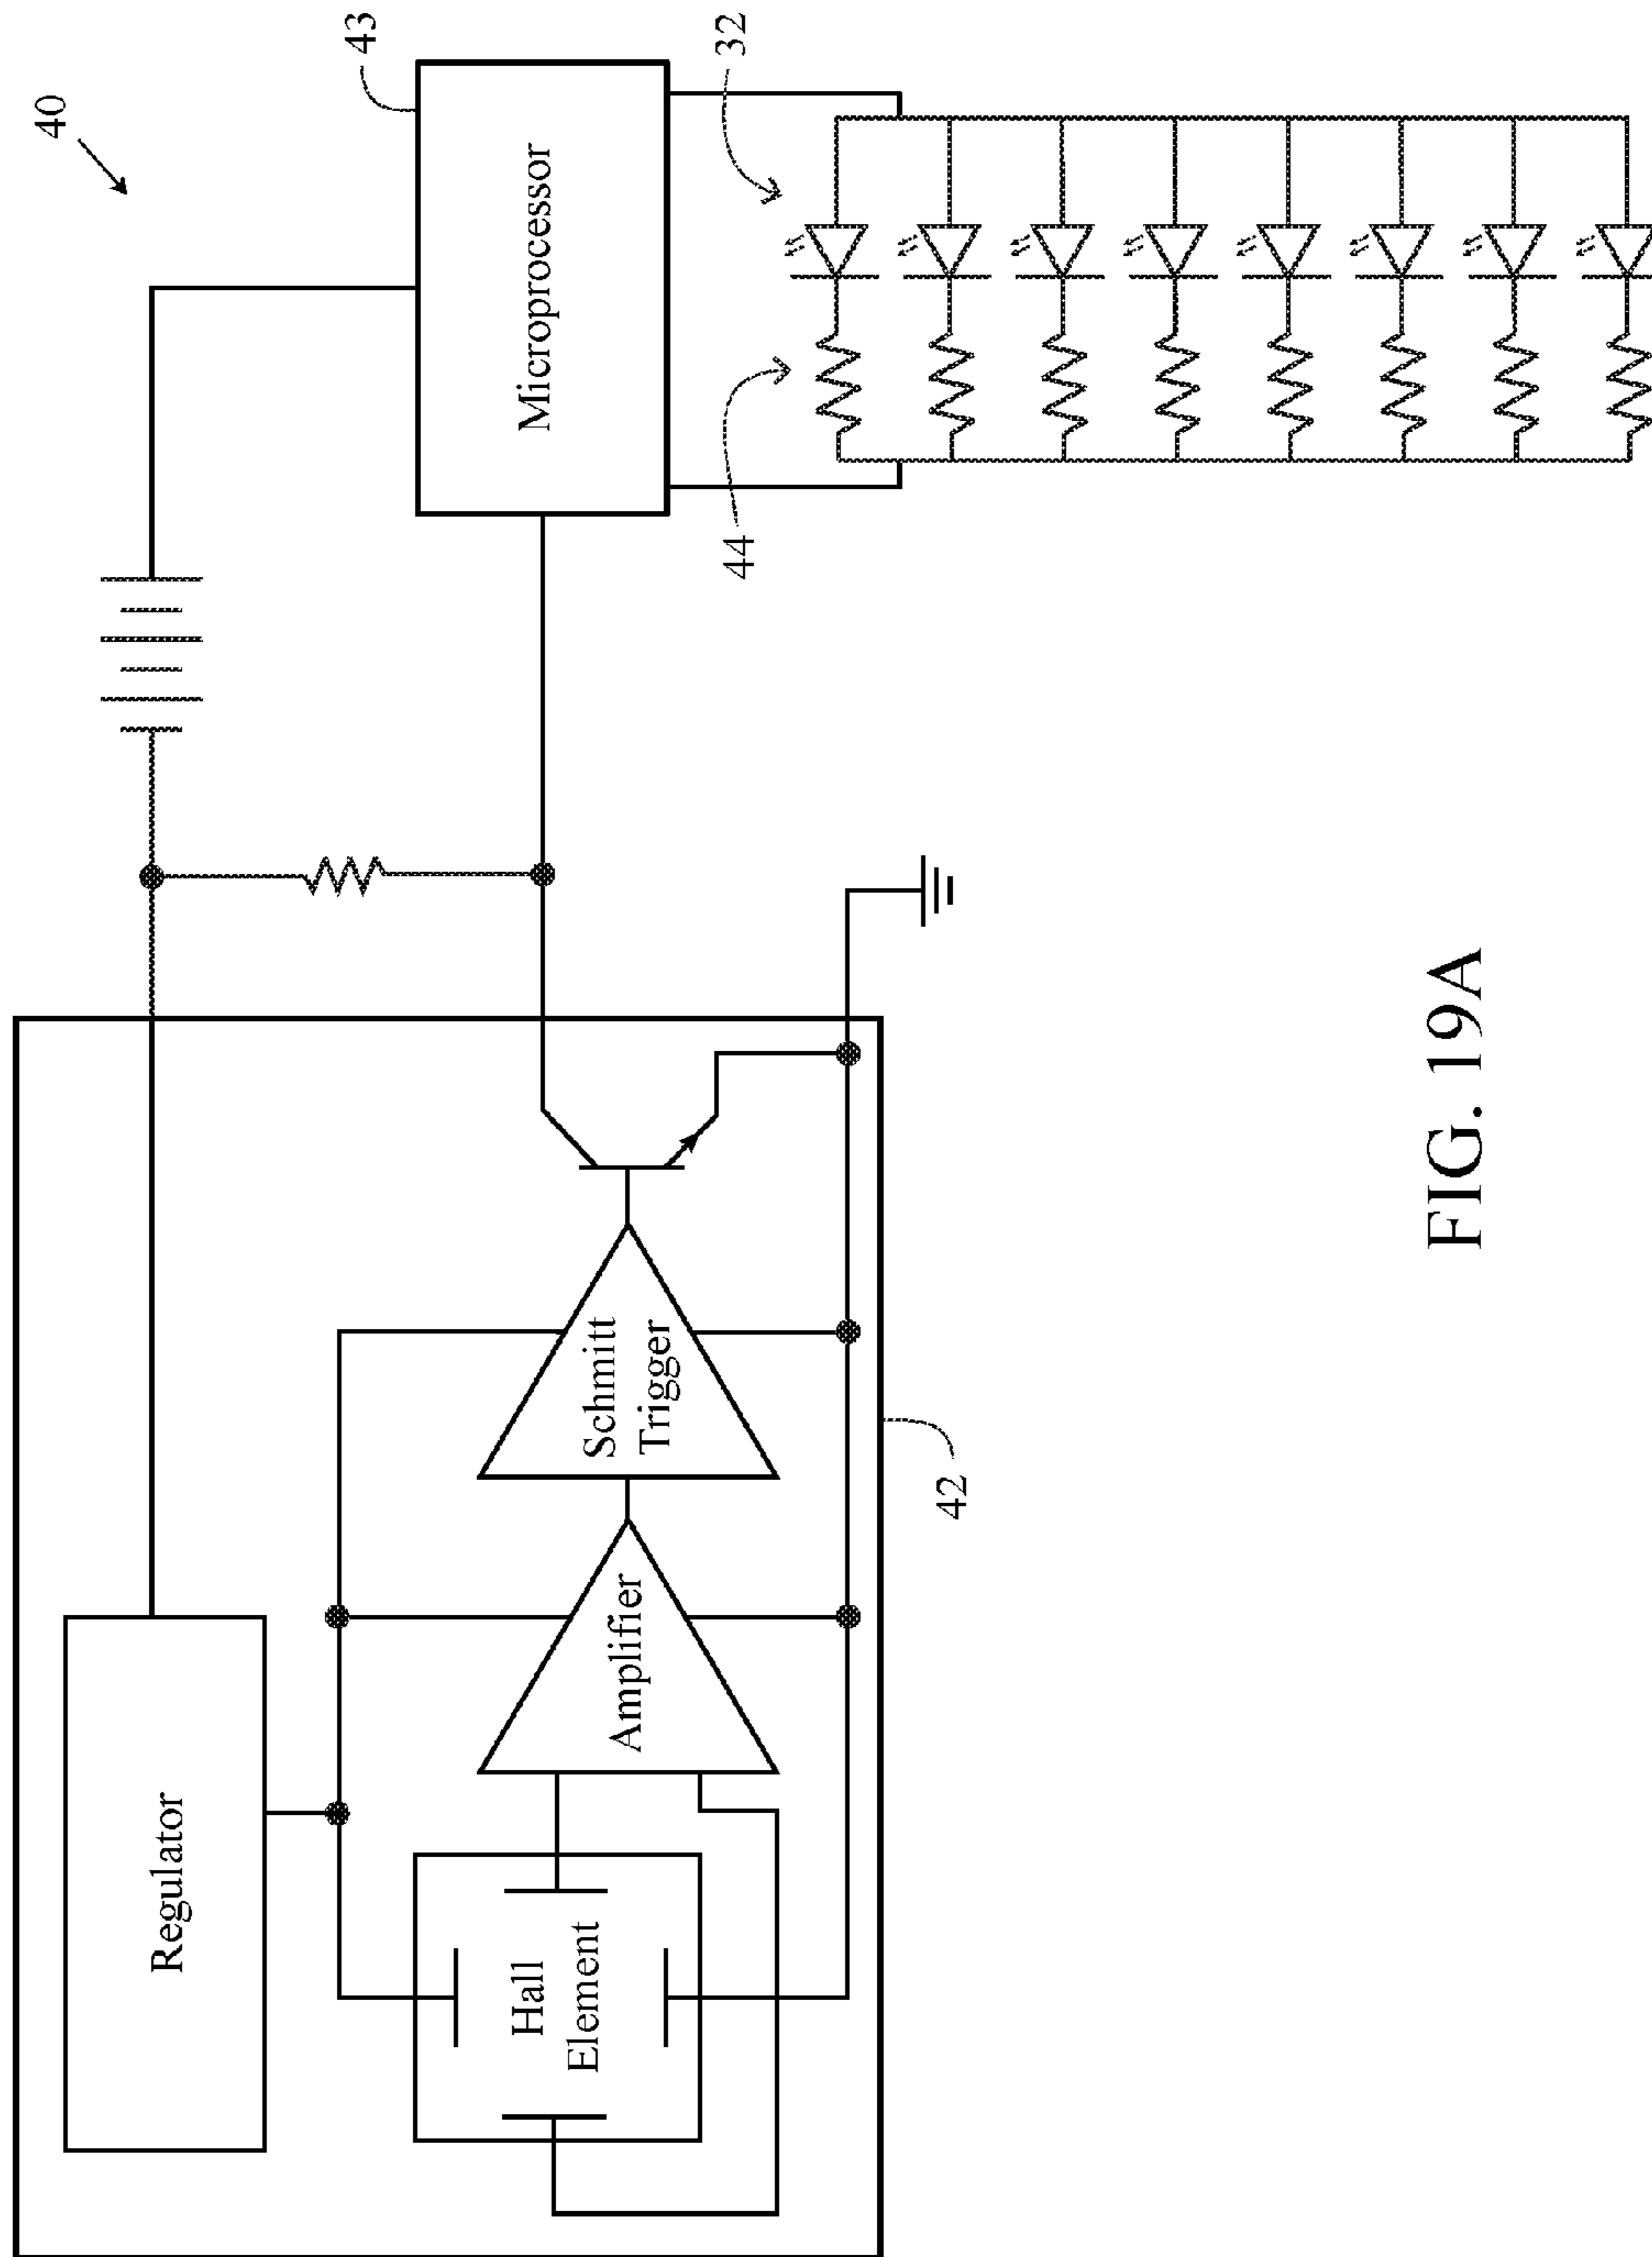 40
43
Microprocessor
32
44
Regulator
Schmitt
Trigger
Amplifier
Hall
Element
42
FIG. 19A